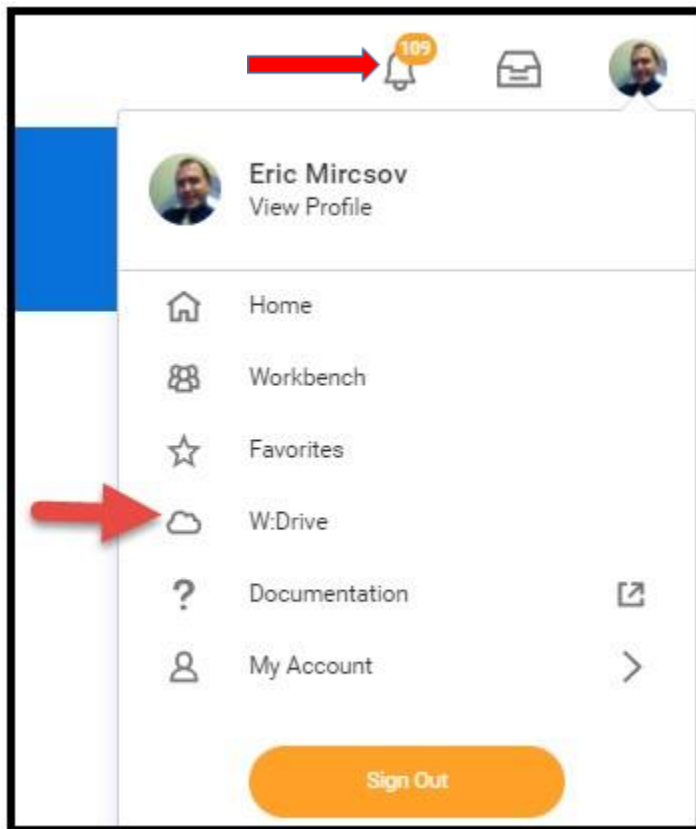 109
Eric Mircsov
View Profile
Home
Workbench
Favorites
W:Drive
Documentation
My Account
Sign Out